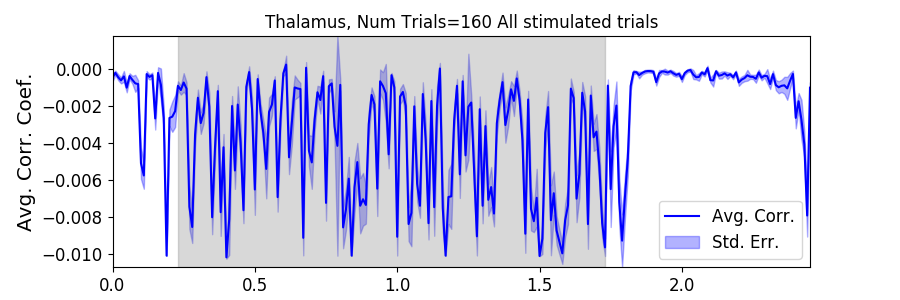 Thalamus, Num Trials=160 All stimulated trials
Avg. Corr. Coef.
0.000
−0.002
−0.004
−0.006
−0.008
−0.010
Avg. Corr.
Std. Err.
0.0 0.5 1.0 1.5 2.0